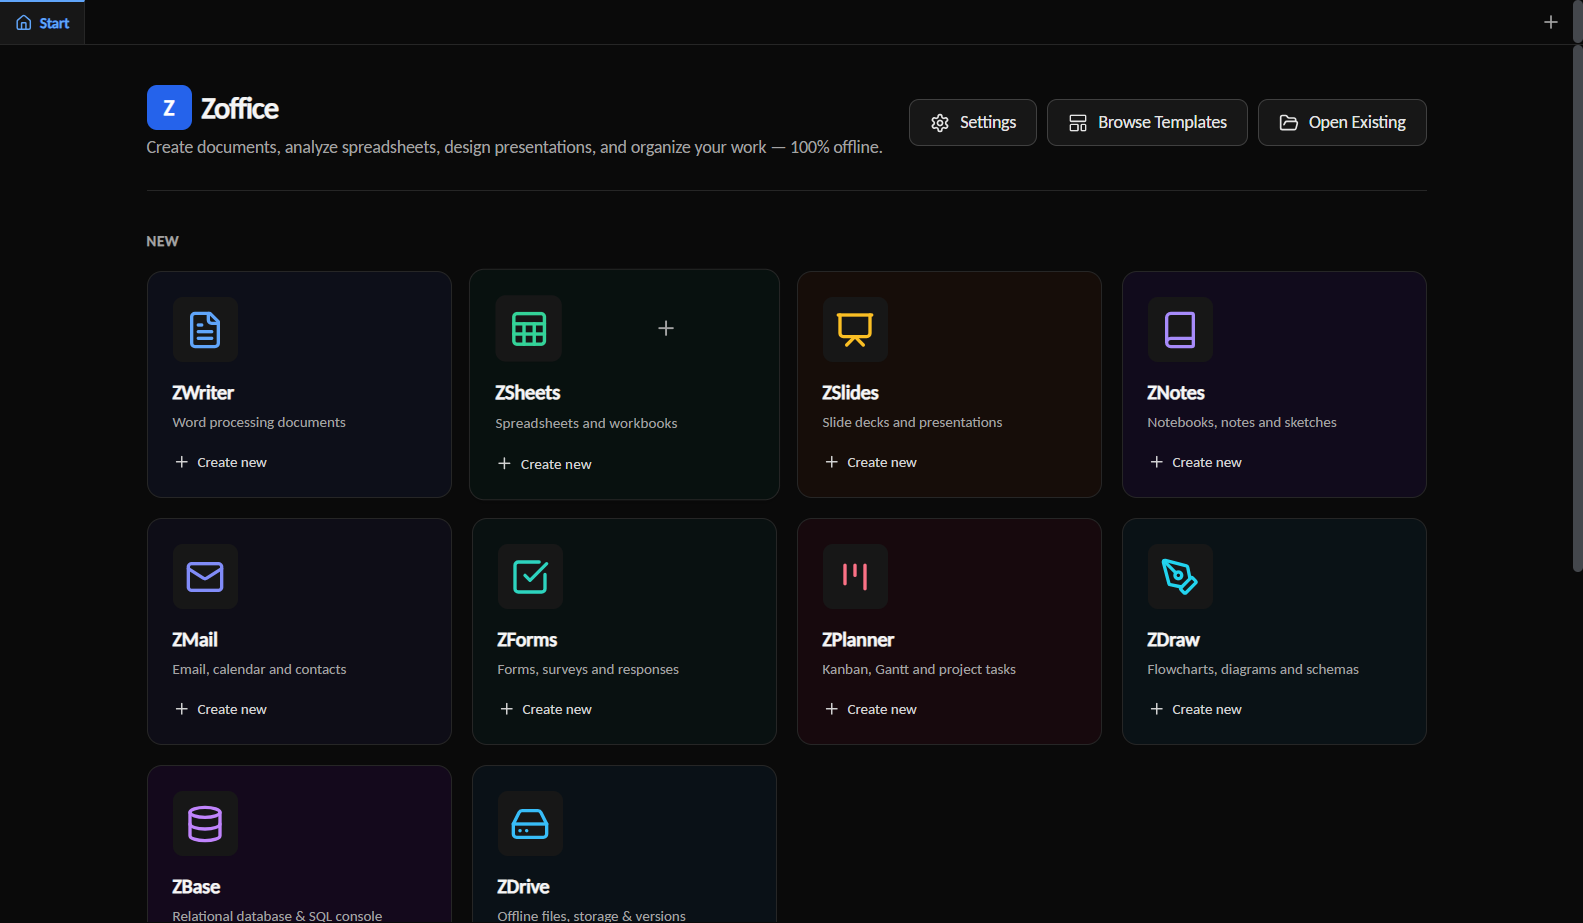 Start
Z Zoffice
Create documents, analyze spreadsheets, design presentations, and organize your work — 100% offline.
Settings
Browse Templates
Open Existing
NEW
ZWriter
Word processing documents
Create new
ZSheets
Spreadsheets and workbooks
Create new
ZSlides
Slide decks and presentations
Create new
ZNotes
Notebooks, notes and sketches
Create new
ZMail
Email, calendar and contacts
Create new
ZForms
Forms, surveys and responses
Create new
ZPlanner
Kanban, Gantt and project tasks
Create new
ZDraw
Flowcharts, diagrams and schemas
Create new
ZBase
Relational database & SQL console
ZDrive
Offline files, storage & versions